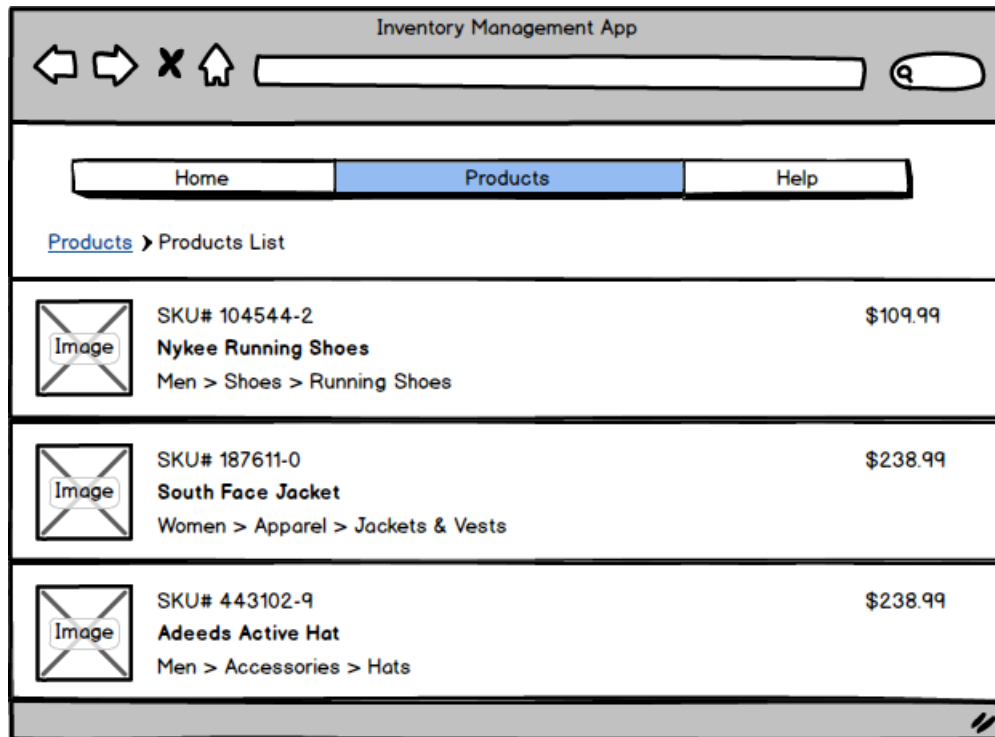 Inventory Management App
Home Products Help
Products > Products List
Image
SKU# 104544-2
$109.99
Nykee Running Shoes
Men > Shoes > Running Shoes
Image
SKU# 187611-0
$238.99
South Face Jacket
Women > Apparel > Jackets & Vests
Image
SKU# 443102-9
$238.99
Adeeds Active Hat
Men > Accessories > Hats